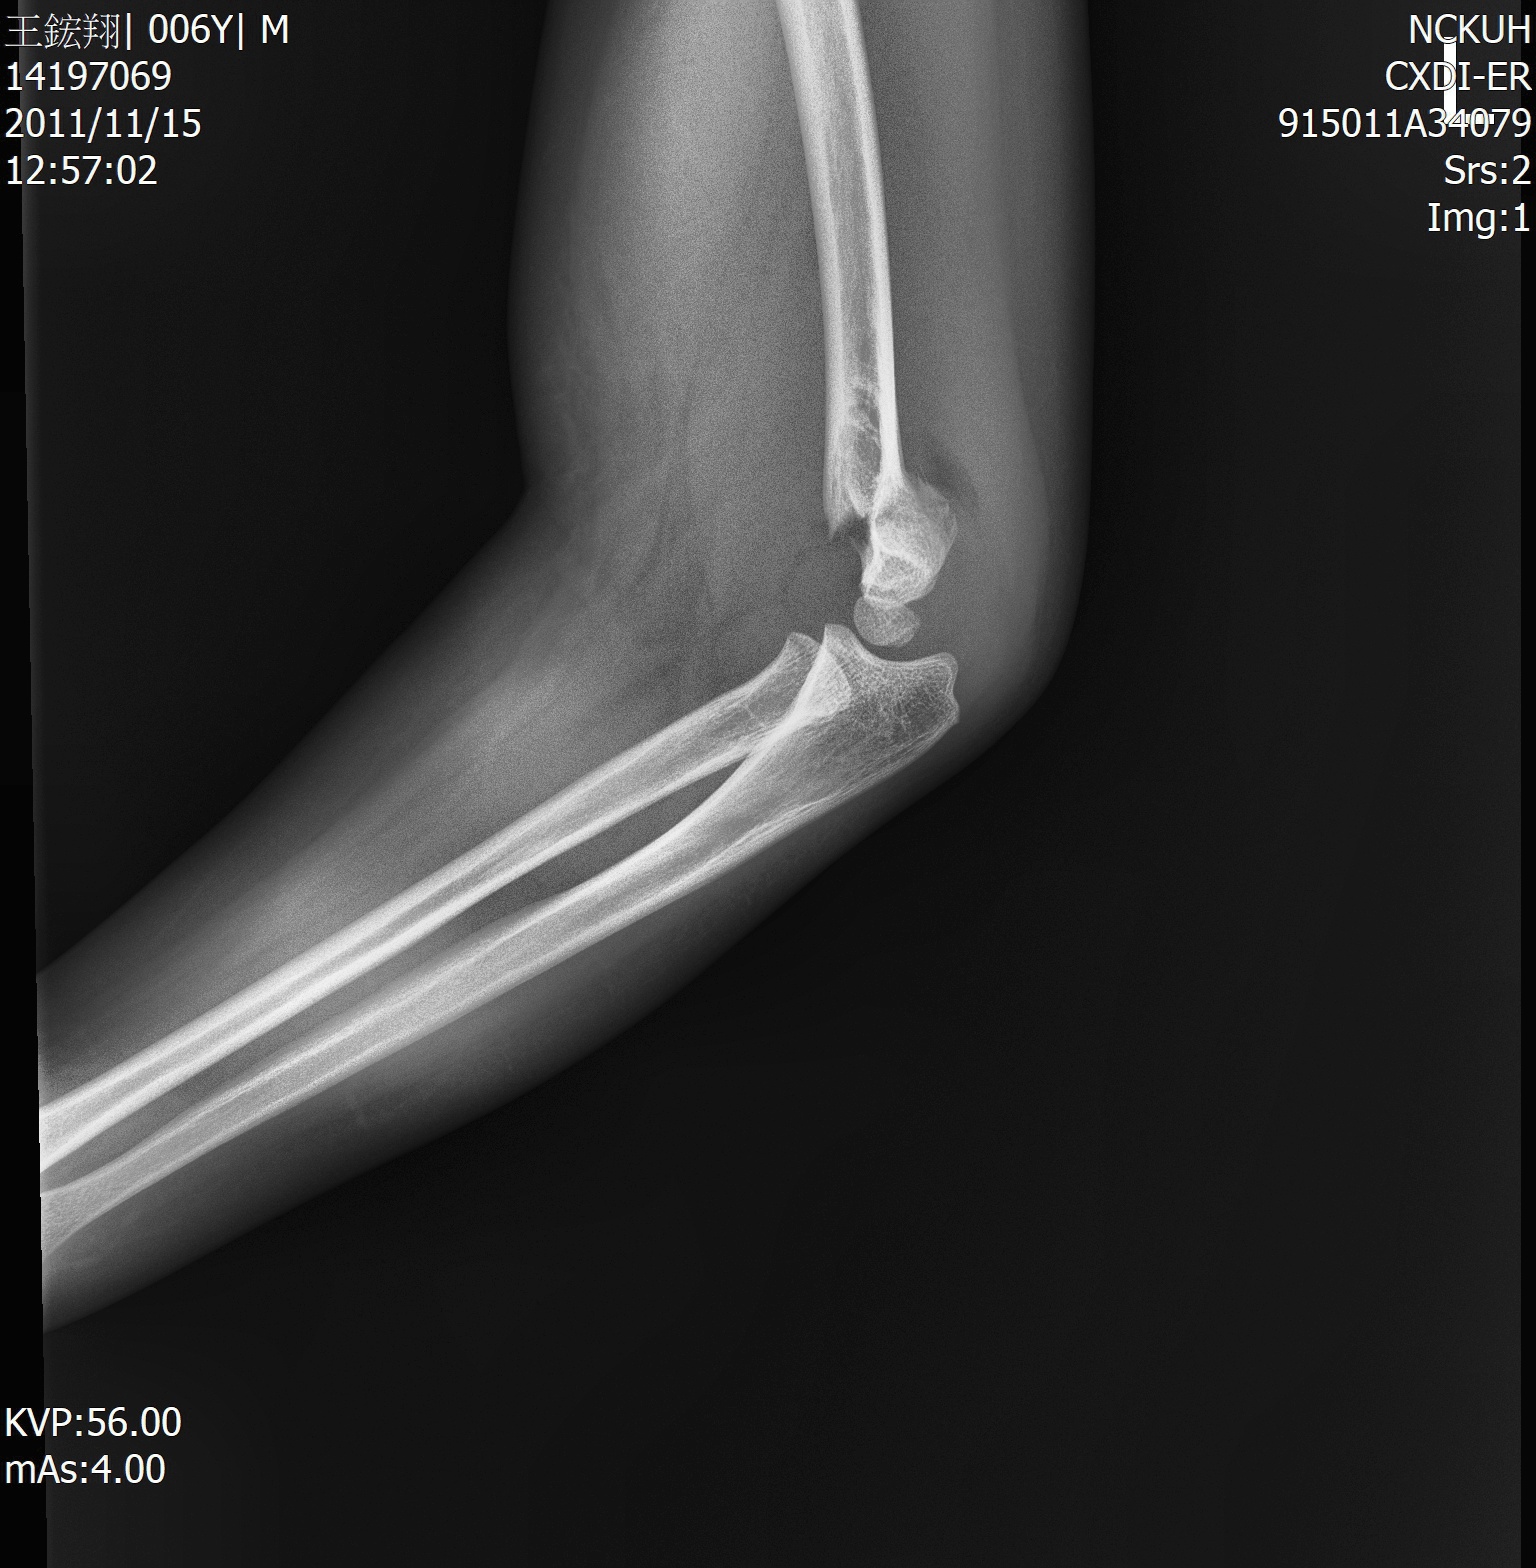 王鋐翔| 006Y| M
14197069
2011/11/15
12:57:02
NCKUH
CXDI-ER
915011A34079
Srs:2
Img:1
L
KVP:56.00
mAs:4.00